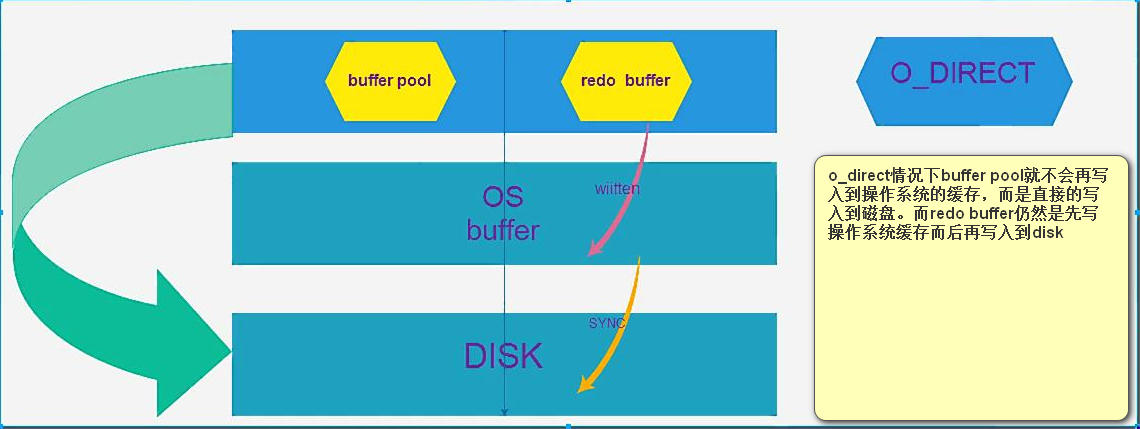 buffer pool
redo buffer
O_DIRECT
OS
buffer
wiitten
SYNC
DISK
o_direct情况下buffer pool就不会再写
入到操作系统的缓存，而是直接的写
入到磁盘。而redo buffer仍然是先写
操作系统缓存而后再写入到disk